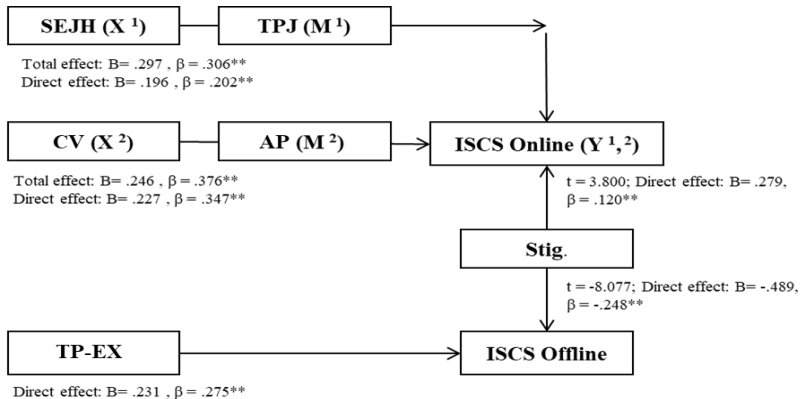 SEJH (X ¹) TPJ (M ¹)
Total effect: B= .297 , β = .306**
Direct effect: B= .196 , β = .202**
CV (X ²) AP (M ²) ISCS Online (Y ¹,²)
Total effect: B= .246 , β = .376**
Direct effect: B= .227 , β = .347**
t = 3.800; Direct effect: B= .279,
β = .120**
Stig.
t = -8.077; Direct effect: B= -.489,
β = -.248**
TP-EX ISCS Offline
Direct effect: B= .231 , β = .275**